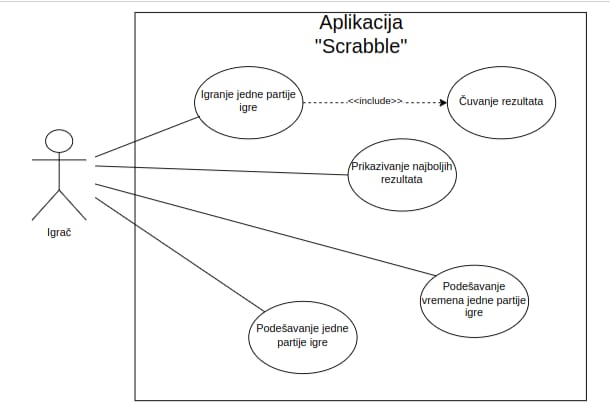 Aplikacija
"Scrabble"
Igranje jedne partije
igre
<<include>>
Čuvanje rezultata
Prikazivanje najboljih
rezultata
Igrač
Podešavanje
vremena jedne partije
igre
Podešavanje jedne
partije igre